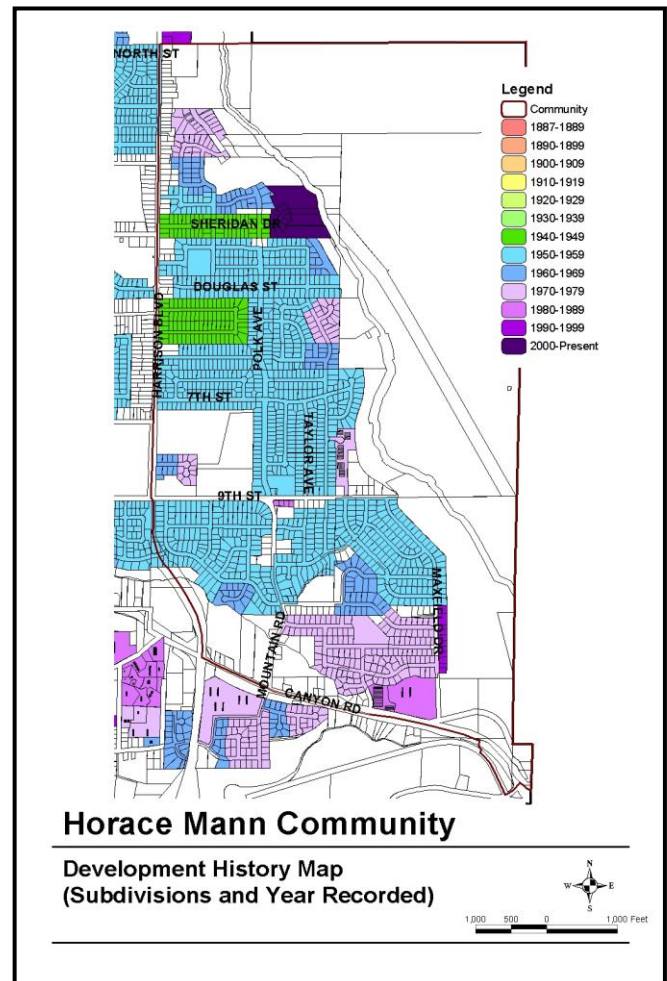 NORTH ST
Legend
Community
1887-1889
1890-1899
1900-1909
1910-1919
1920-1929
1930-1939
1940-1949
1950-1959
1960-1969
1970-1979
1980-1989
1990-1999
2000-Present
SHERIDAN DR
DOUGLAS ST
HARRISON BLVD
POLK AVE
7TH ST
TAYLOR AVE
9TH ST
MAXFIELD DR
MOUNTAIN RD
CANYON RD
Horace Mann Community
Development History Map
(Subdivisions and Year Recorded)
N
W
E
S
1,000 500 0 1,000 Feet